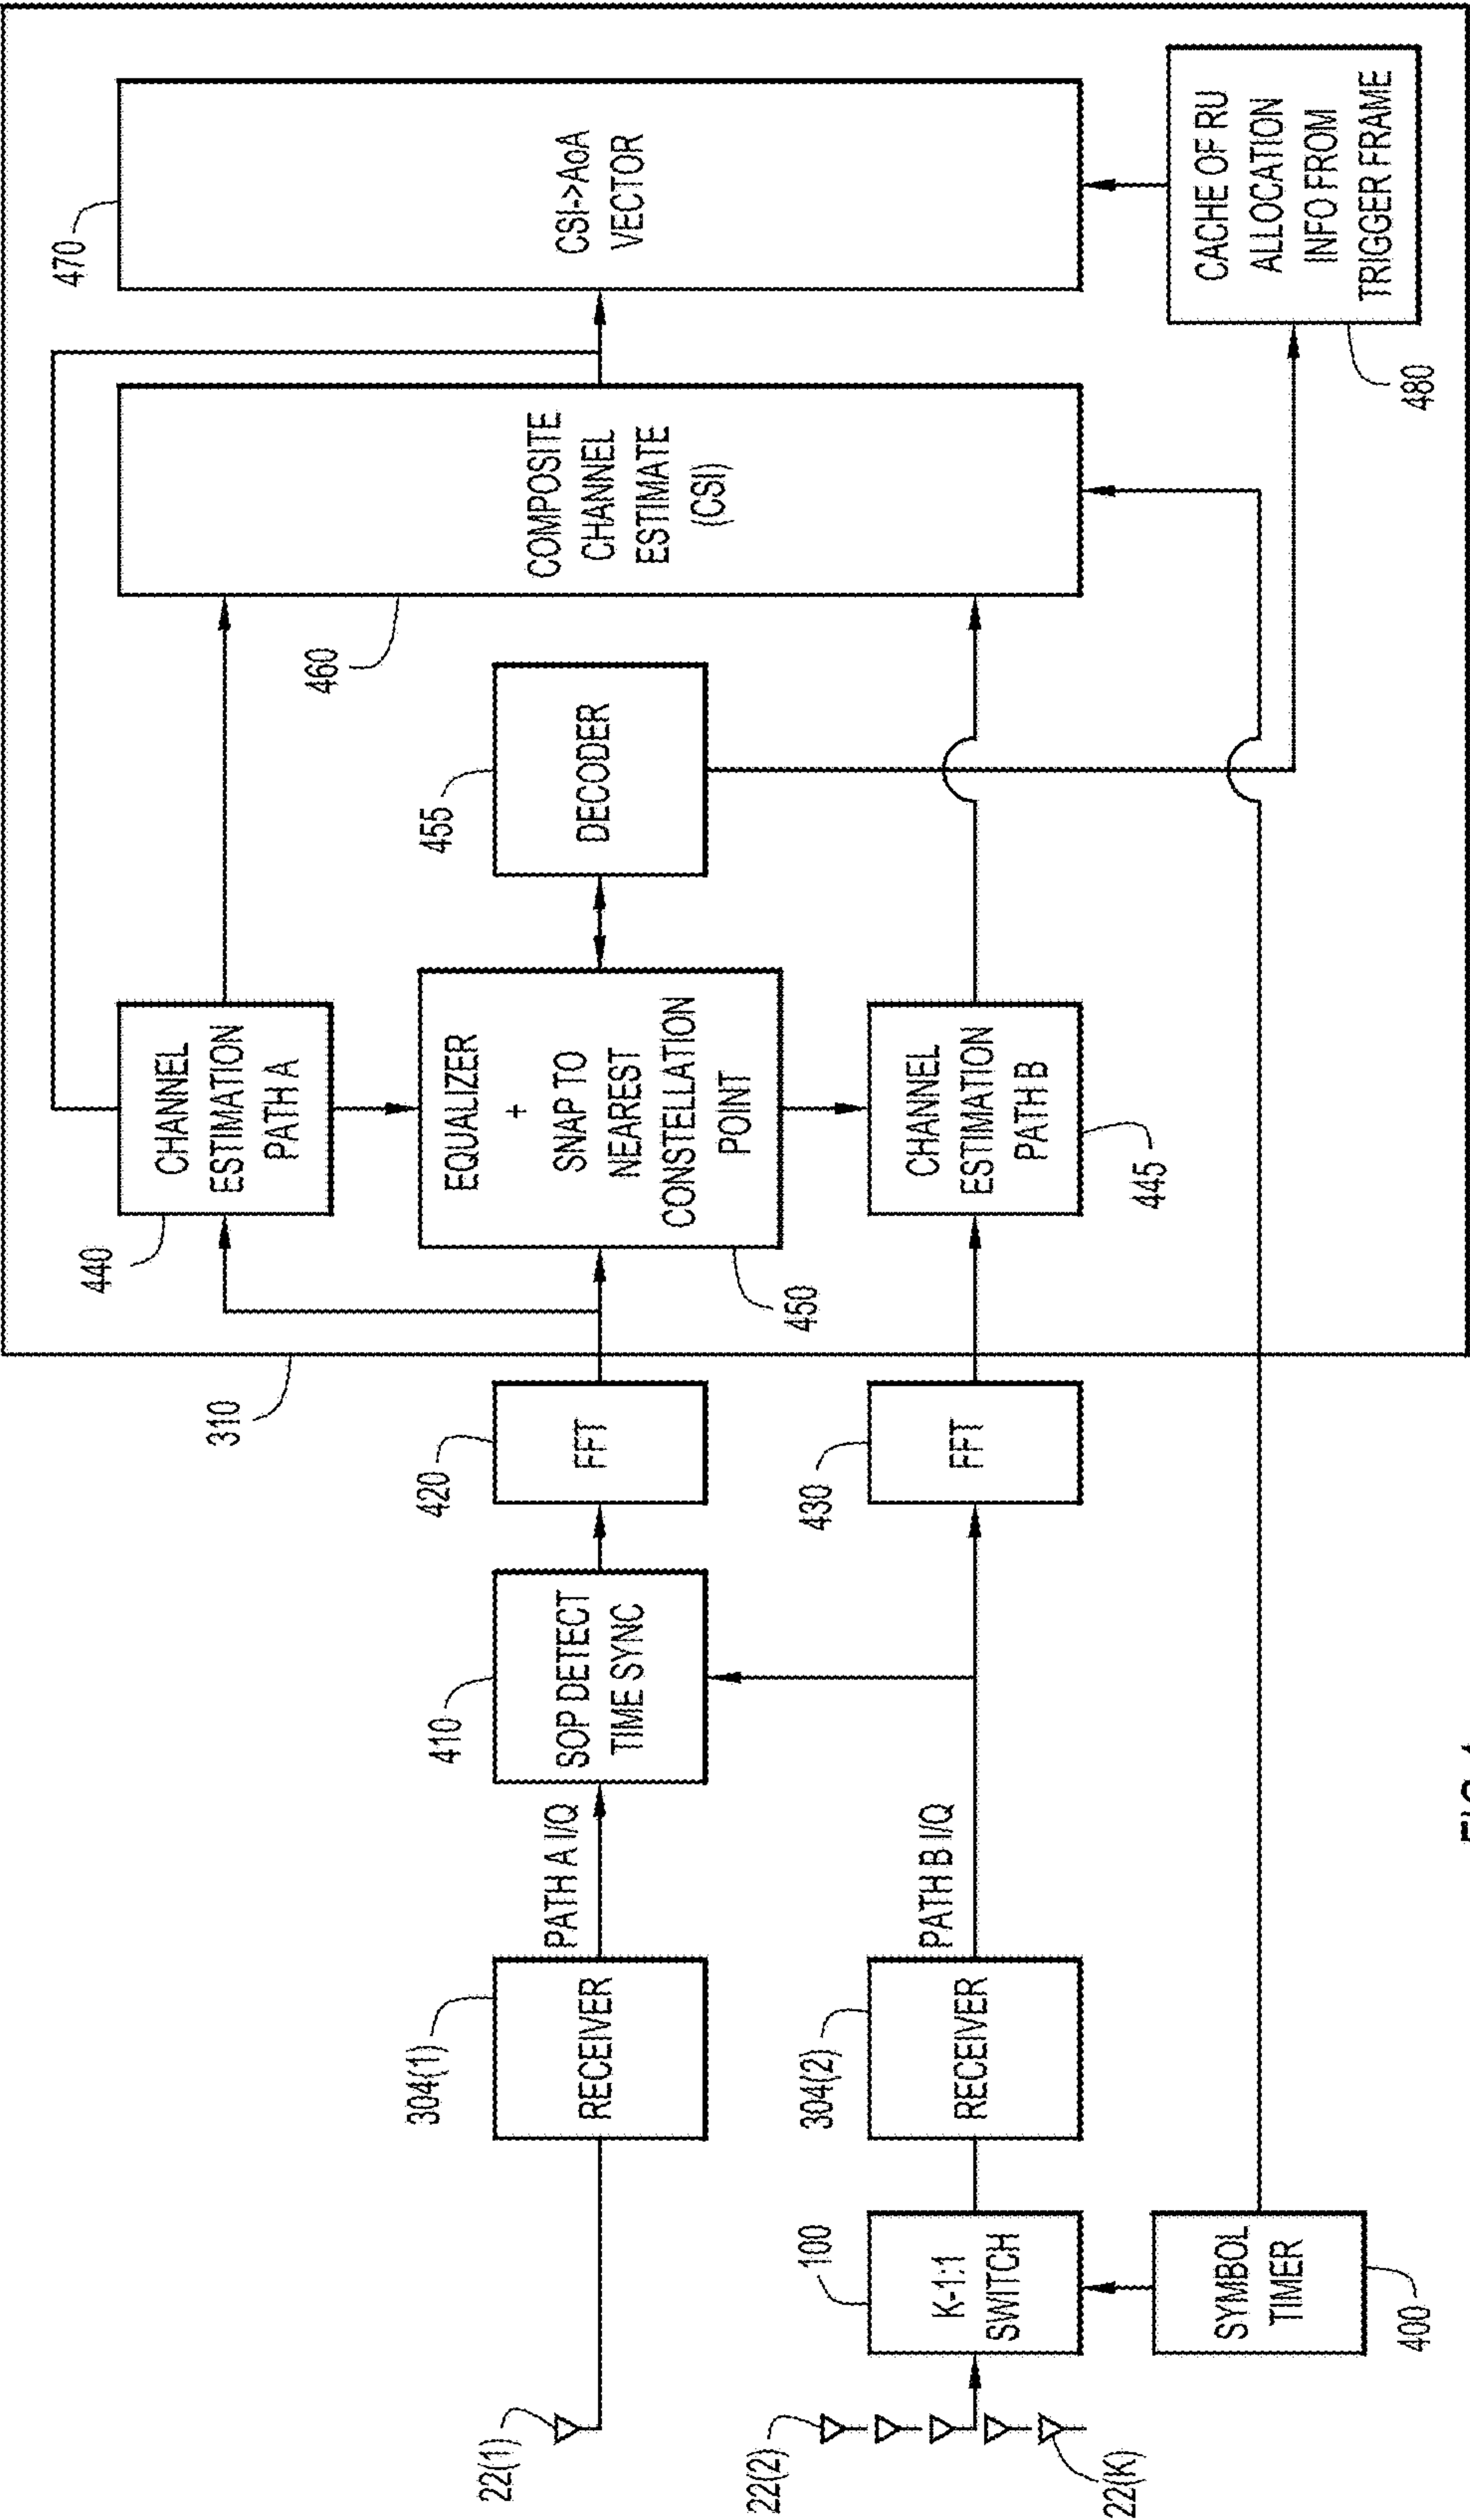 22(1)
304(1)
RECEIVER
PATH A I/Q
410
SOP DETECT
TIME SYNC
420
FFT
310
440
CHANNEL
ESTIMATION
PATH A
EQUALIZER
+
SNAP TO
NEAREST
CONSTELLATION
POINT
450
455
DECODER
460
COMPOSITE
CHANNEL
ESTIMATE
(CSI)
470
CSI->AoA
VECTOR
22(2)
22(K)
100
K-1:1
SWITCH
304(2)
RECEIVER
PATH B I/Q
430
FFT
CHANNEL
ESTIMATION
PATH B
445
SYMBOL
TIMER
400
CACHE OF RU
ALLOCATION
INFO FROM
TRIGGER FRAME
480